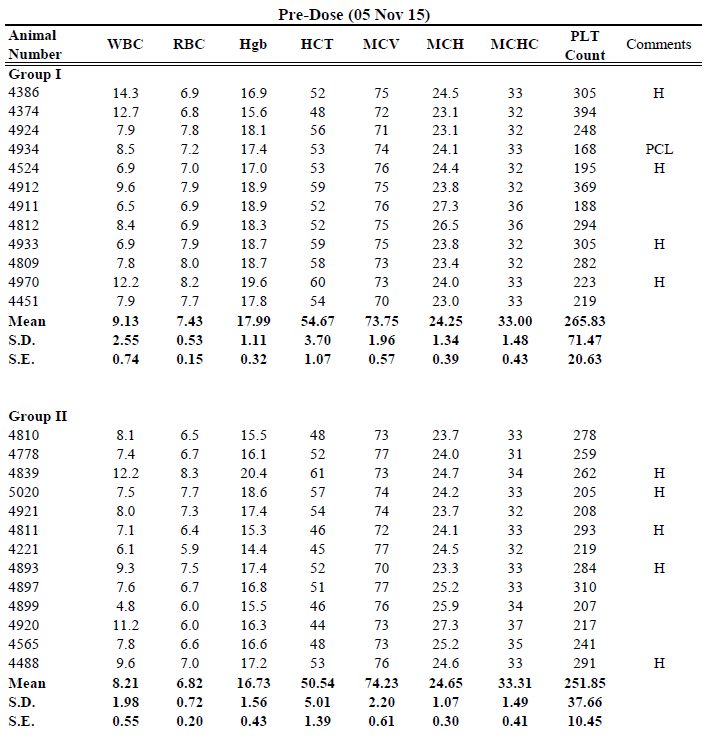 Pre-Dose (05 Nov 15)
Animal Number WBC RBC Hgb HCT MCV MCH MCHC PLT Count Comments
Group I
4386 14.3 6.9 16.9 52 75 24.5 33 305 H
4374 12.7 6.8 15.6 48 72 23.1 32 394
4924 7.9 7.8 18.1 56 71 23.1 32 248
4934 8.5 7.2 17.4 53 74 24.1 33 168 PCL
4524 6.9 7.0 17.0 53 76 24.4 32 195 H
4912 9.6 7.9 18.9 59 75 23.8 32 369
4911 6.5 6.9 18.9 52 76 27.3 36 188
4812 8.4 6.9 18.3 52 75 26.5 36 294
4933 6.9 7.9 18.7 59 75 23.8 32 305 H
4809 7.8 8.0 18.7 58 73 23.4 32 282
4970 12.2 8.2 19.6 60 73 24.0 33 223 H
4451 7.9 7.7 17.8 54 70 23.0 33 219
Mean 9.13 7.43 17.99 54.67 73.75 24.25 33.00 265.83
S.D. 2.55 0.53 1.11 3.70 1.96 1.34 1.48 71.47
S.E. 0.74 0.15 0.32 1.07 0.57 0.39 0.43 20.63
Group II
4810 8.1 6.5 15.5 48 73 23.7 33 278
4778 7.4 6.7 16.1 52 77 24.0 31 259
4839 12.2 8.3 20.4 61 73 24.7 34 262 H
5020 7.5 7.7 18.6 57 74 24.2 33 205 H
4921 8.0 7.3 17.4 54 74 23.7 32 208
4811 7.1 6.4 15.3 46 72 24.1 33 293 H
4221 6.1 5.9 14.4 45 77 24.5 32 219
4893 9.3 7.5 17.4 52 70 23.3 33 284 H
4897 7.6 6.7 16.8 51 77 25.2 33 310
4899 4.8 6.0 15.5 46 76 25.9 34 207
4920 11.2 6.0 16.3 44 73 27.3 37 217
4565 7.8 6.6 16.6 48 73 25.2 35 241
4488 9.6 7.0 17.2 53 76 24.6 33 291 H
Mean 8.21 6.82 16.73 50.54 74.23 24.65 33.31 251.85
S.D. 1.98 0.72 1.56 5.01 2.20 1.07 1.49 37.66
S.E. 0.55 0.20 0.43 1.39 0.61 0.30 0.41 10.45